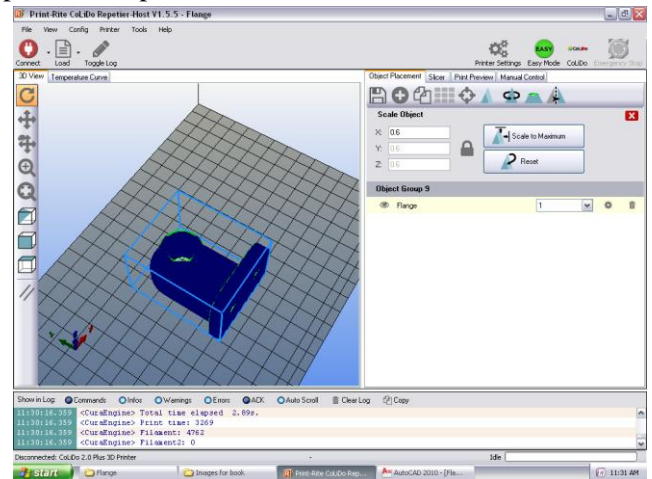 Print-Rite CoLiDo Repetier-Host V1.5.5 - Flange
File View Config Printer Tools Help
Connect Load Toggle Log Printer Settings Easy Mode CoLiDo Emergency Stop
EASY
3D View Temperature Curve
Object Placement Slicer Print Preview Manual Control
Scale Object
X: 0.6
Scale to Maximum
Y: 0.6
Z: 0.6
Reset
Object Group 9
Flange 1
Show in Log: Commands Infos Warnings Errors ACK Auto Scroll Clear Log Copy
11:30:16.359 <CuraEngine> Total time elapsed 2.89s.
11:30:16.359 <CuraEngine> Print time: 3269
11:30:16.359 <CuraEngine> Filament: 4762
11:30:16.359 <CuraEngine> Filament2: 0
Disconnected: CoLiDo 2.0 Plus 3D Printer - Idle
start Flange Images for book Print-Rite CoLiDo Rep... AutoCAD 2010 - [Fla... 11:31 AM